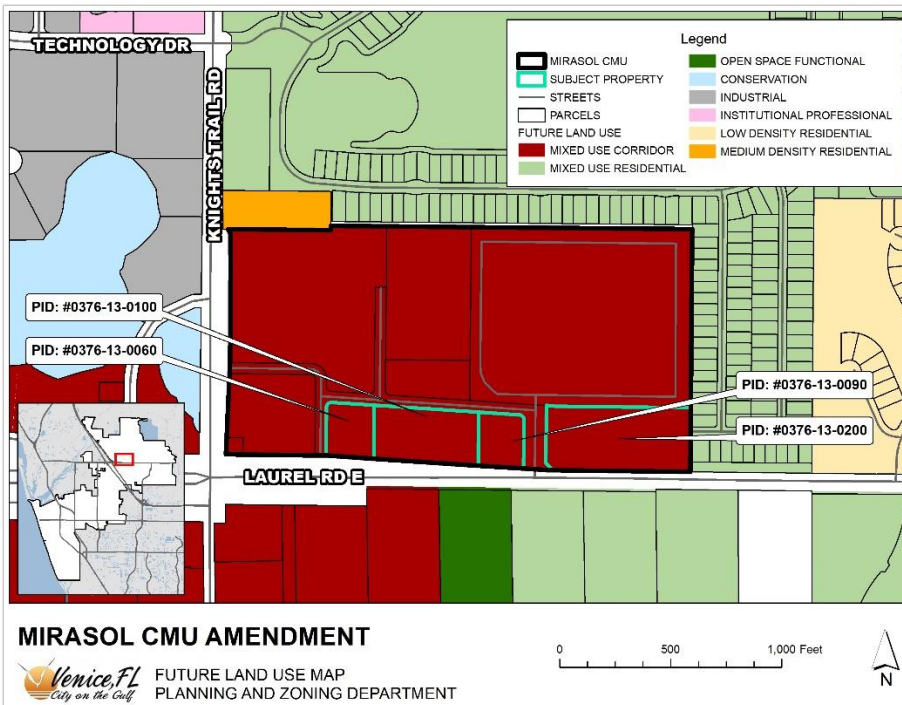 TECHNOLOGY DR
KNIGHTS TRAIL RD
Legend
MIRASOL CMU
SUBJECT PROPERTY
STREETS
PARCELS
FUTURE LAND USE
MIXED USE CORRIDOR
MIXED USE RESIDENTIAL
OPEN SPACE FUNCTIONAL
CONSERVATION
INDUSTRIAL
INSTITUTIONAL PROFESSIONAL
LOW DENSITY RESIDENTIAL
MEDIUM DENSITY RESIDENTIAL
PID: #0376-13-0100
PID: #0376-13-0060
PID: #0376-13-0090
PID: #0376-13-0200
LAUREL RD E
MIRASOL CMU AMENDMENT
Venice, FL
City on the Gulf
FUTURE LAND USE MAP
PLANNING AND ZONING DEPARTMENT
0 500 1,000 Feet
N